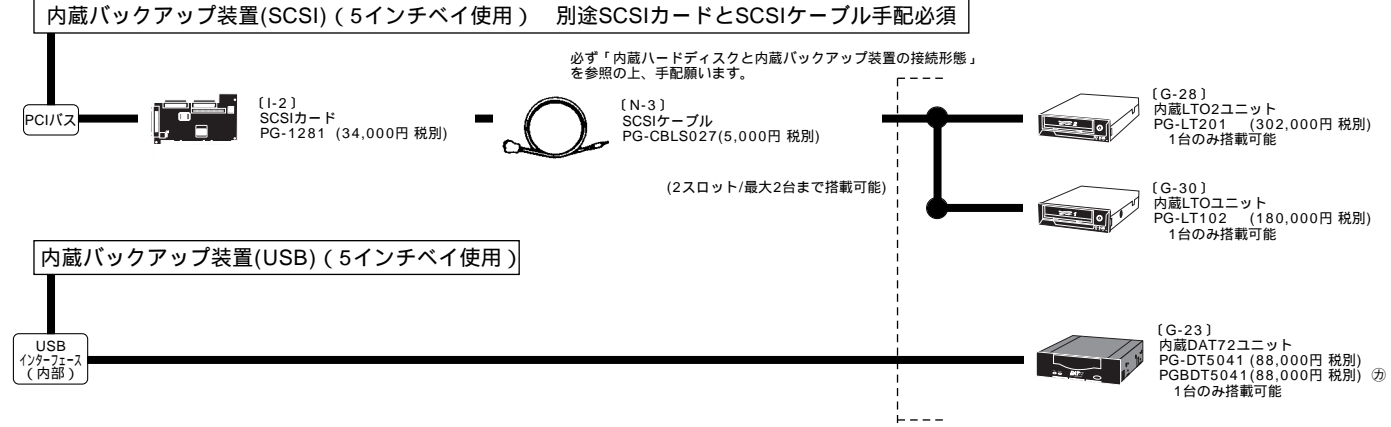 内蔵バックアップ装置(SCSI)(5インチベイ使用) 別途SCSIカードとSCSIケーブル手配必須
必ず「内蔵ハードディスクと内蔵バックアップ装置の接続形態」
を参照の上、手配願います。
PCIバス
〔I-2〕
SCSIカード
PG-1281 (34,000円 税別)
〔N-3〕
SCSIケーブル
PG-CBLS027(5,000円 税別)
(2スロット/最大2台まで搭載可能)
〔G-28〕
内蔵LTO2ユニット
PG-LT201 (302,000円 税別)
1台のみ搭載可能
〔G-30〕
内蔵LTOユニット
PG-LT102 (180,000円 税別)
1台のみ搭載可能
内蔵バックアップ装置(USB)(5インチベイ使用)
USB
インターフェース
(内部)
〔G-23〕
内蔵DAT72ユニット
PG-DT5041 (88,000円 税別)
PGBDT5041(88,000円 税別) ㋕
1台のみ搭載可能